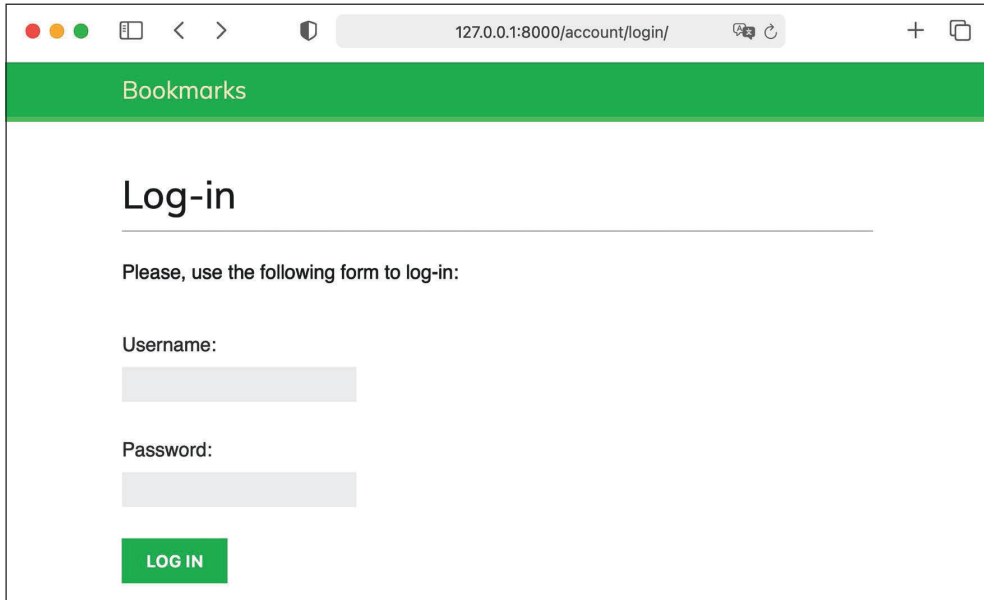 127.0.0.1:8000/account/login/
Bookmarks
Log-in
Please, use the following form to log-in:
Username:
Password:
LOG IN